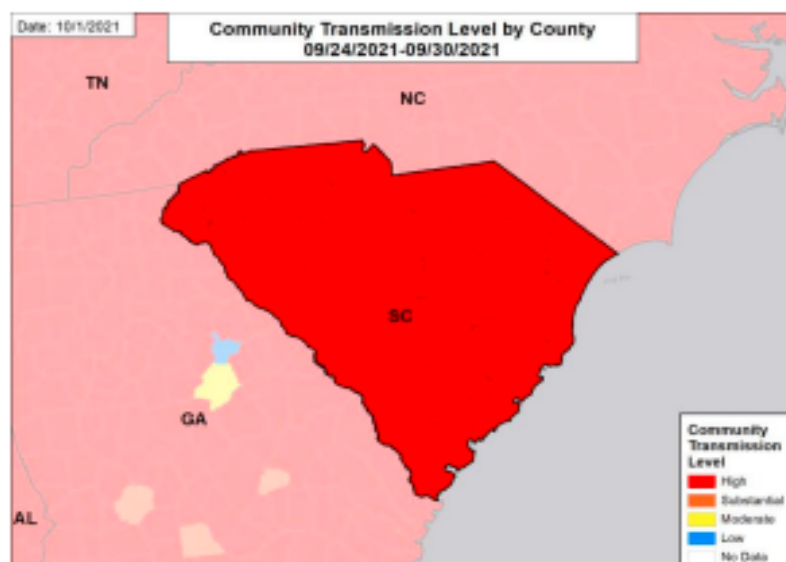 Date: 10/1/2021
Community Transmission Level by County
09/24/2021-09/30/2021
TN
NC
SC
GA
AL
Community
Transmission
Level
High
Substantial
Moderate
Low
No Data